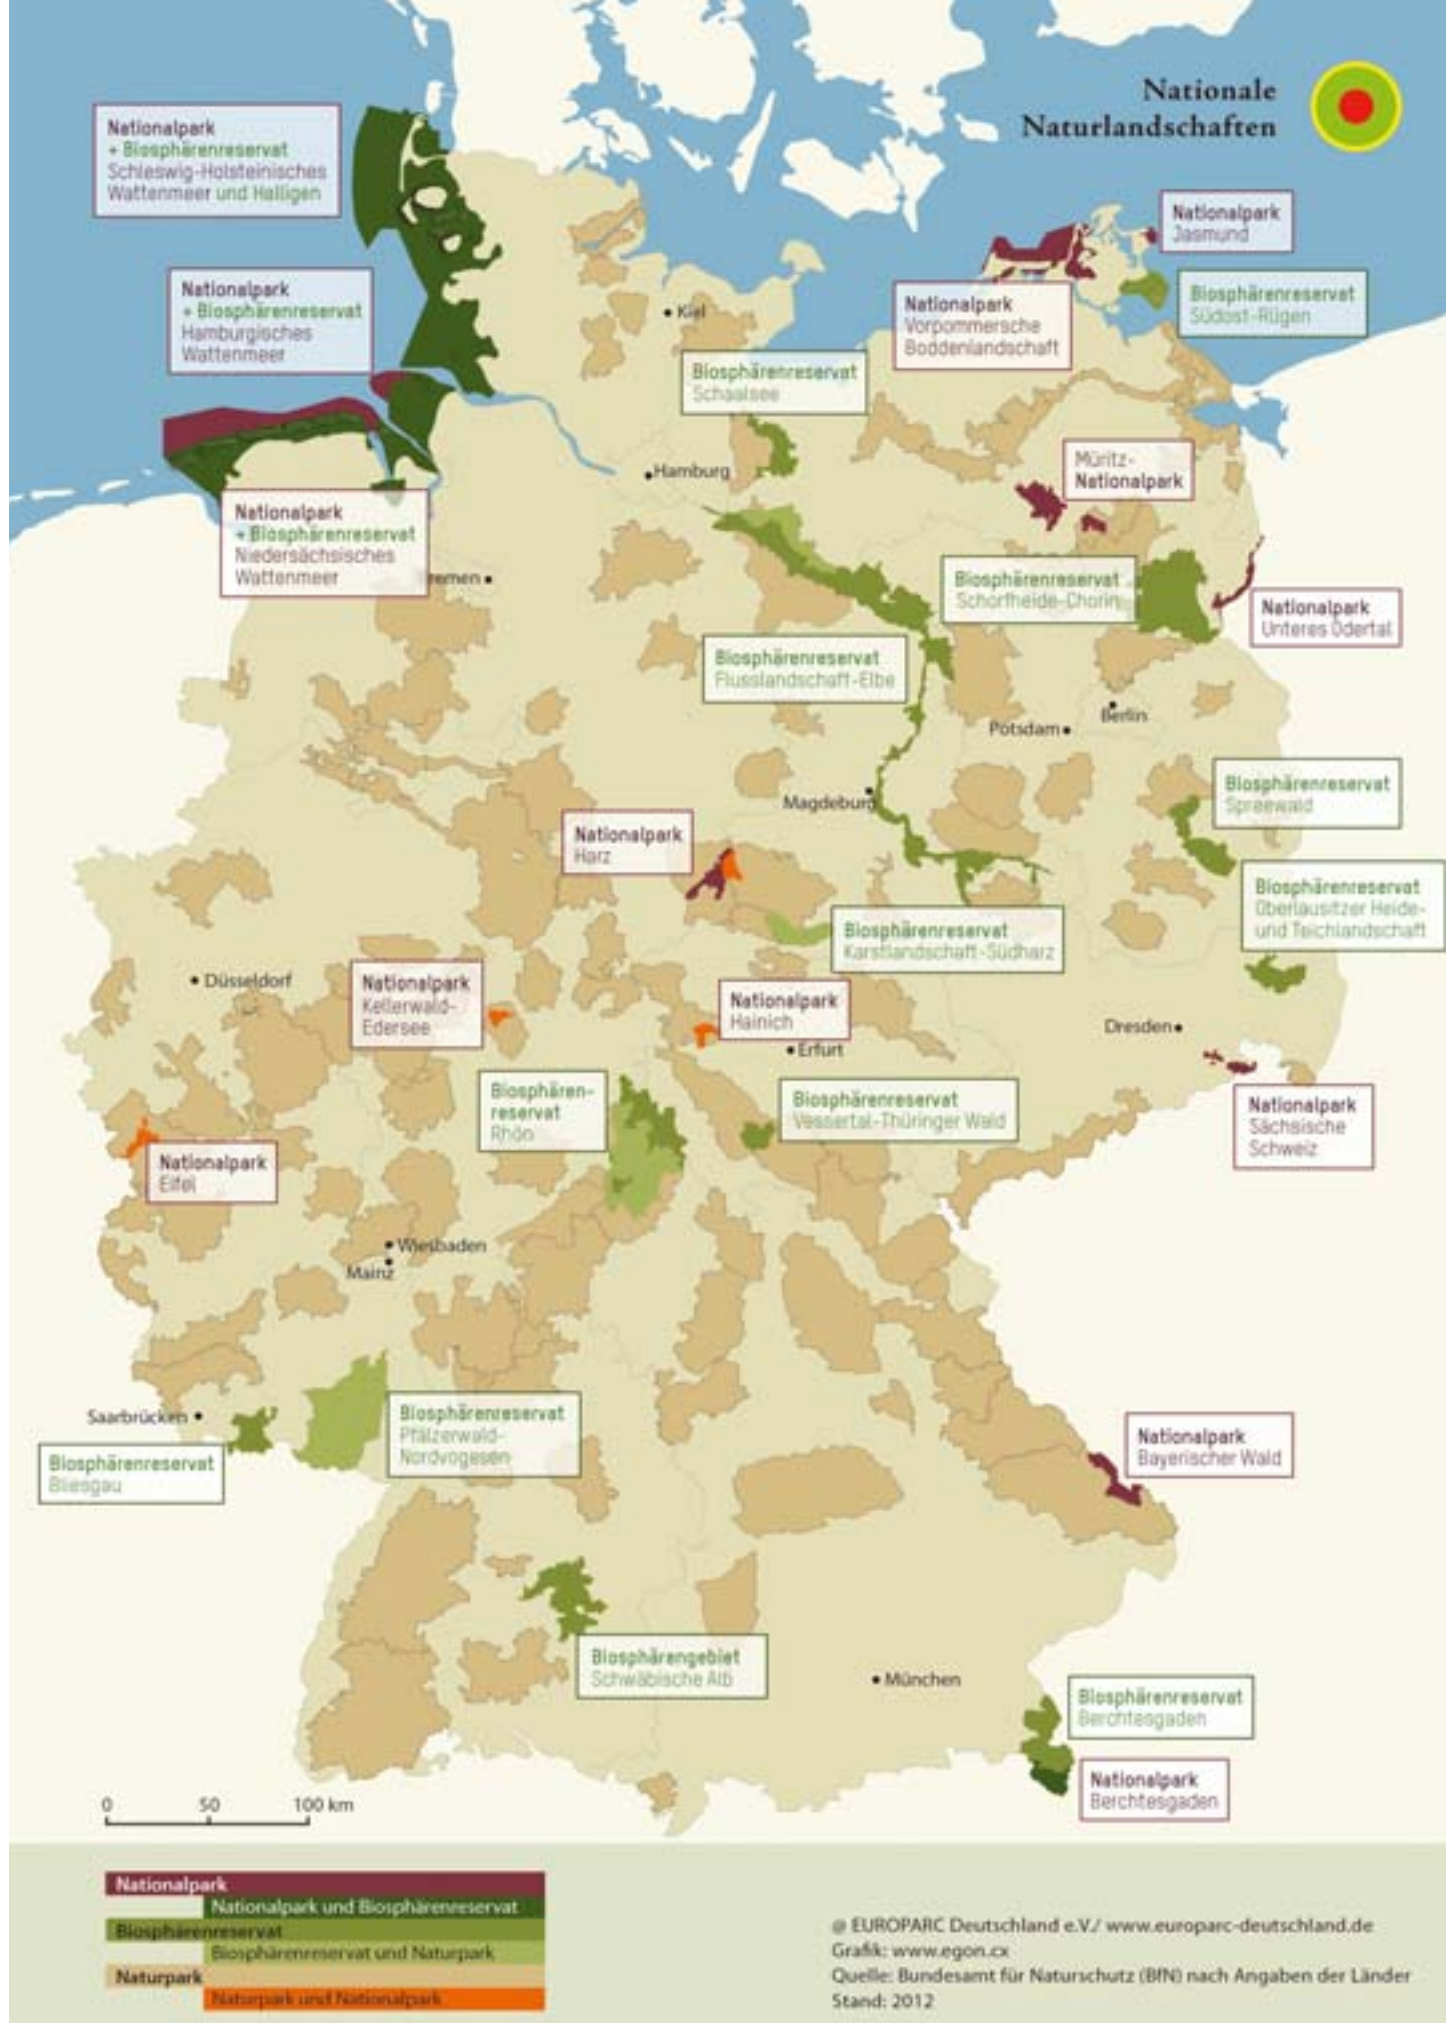 Nationale
Naturlandschaften
Nationalpark
+ Biosphärenreservat
Schleswig-Holsteinisches
Wattenmeer und Halligen
Nationalpark
Jasmund
Nationalpark
+ Biosphärenreservat
Hamburgisches
Wattenmeer
Biosphärenreservat
Südost-Rügen
Nationalpark
Vorpommersche
Boddenlandschaft
Kiel
Biosphärenreservat
Schaalsee
Müritz-
Nationalpark
Hamburg
Nationalpark
+ Biosphärenreservat
Niedersächsisches
Wattenmeer
remen
Biosphärenreservat
Schorfheide-Chorin
Nationalpark
Unteres Odertal
Biosphärenreservat
Flusslandschaft-Elbe
Berlin
Potsdam
Biosphärenreservat
Spreewald
Magdeburg
Nationalpark
Harz
Biosphärenreservat
Oberlausitzer Heide-
und Teichlandschaft
Biosphärenreservat
Karstlandschaft-Südharz
Düsseldorf
Nationalpark
Kellerwald-
Edersee
Nationalpark
Hainich
Dresden
Erfurt
Biosphären-
reservat
Rhön
Biosphärenreservat
Vessertal-Thüringer Wald
Nationalpark
Sächsische
Schweiz
Nationalpark
Eifel
Wiesbaden
Mainz
Saarbrücken
Biosphärenreservat
Pfälzerwald-
Nordvogesen
Biosphärenreservat
Bliesgau
Nationalpark
Bayerischer Wald
Biosphärengebiet
Schwäbische Alb
München
Biosphärenreservat
Berchtesgaden
Nationalpark
Berchtesgaden
0 50 100 km
Nationalpark
Nationalpark und Biosphärenreservat
Biosphärenreservat
Biosphärenreservat und Naturpark
Naturpark
Naturpark und Nationalpark
@ EUROPARC Deutschland e.V./ www.europarc-deutschland.de
Grafik: www.egon.cx
Quelle: Bundesamt für Naturschutz (BfN) nach Angaben der Länder
Stand: 2012